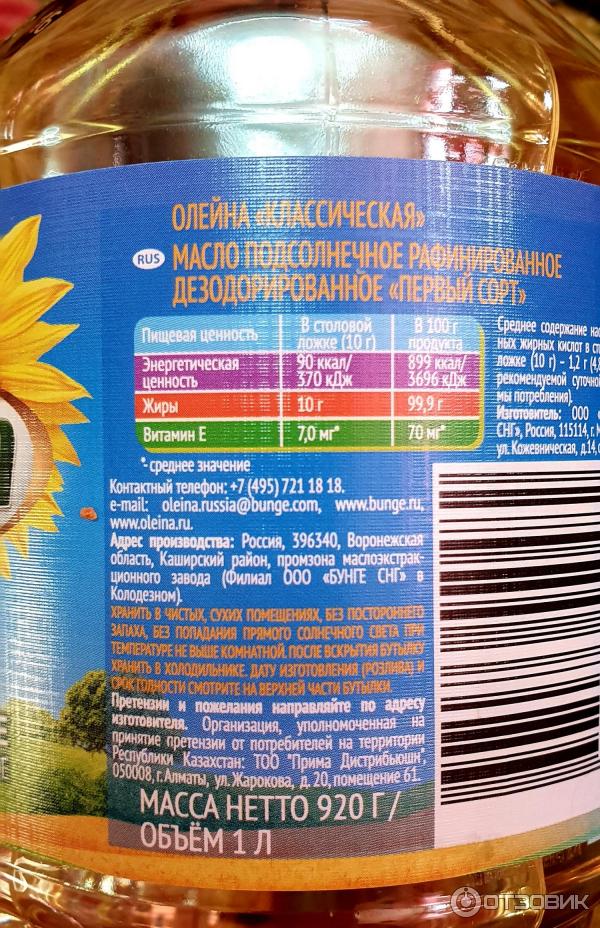 ОЛЕЙНА «КЛАССИЧЕСКАЯ»
RUS
МАСЛО ПОДСОЛНЕЧНОЕ РАФИНИРОВАННОЕ
ДЕЗОДОРИРОВАННОЕ «ПЕРВЫЙ СОРТ»
Пищевая ценность
В столовой ложке (10 г)
В 100 г продукта
Энергетическая ценность
90 ккал/ 370 кДж
899 ккал/ 3696 кДж
Жиры
10 г
99,9 г
Витамин Е
7,0 мг*
70 мг*
*- среднее значение
Среднее содержание нас
ных жирных кислот в ст
ложке (10 г) – 1,2 г (4,
рекомендуемой суточно
мы потребления).
Изготовитель: ООО «
СНГ», Россия, 115114, г. М
ул. Кожевническая, д.14, с
Контактный телефон: +7 (495) 721 18 18.
e-mail: oleina.russia@bunge.com, www.bunge.ru,
www.oleina.ru.
Адрес производства: Россия, 396340, Воронежская
область, Каширский район, промзона маслоэкстрак-
ционного завода (Филиал ООО «БУНГЕ СНГ» в
Колодезном).
ХРАНИТЬ В ЧИСТЫХ, СУХИХ ПОМЕЩЕНИЯХ, БЕЗ ПОСТОРОННЕГО
ЗАПАХА, БЕЗ ПОПАДАНИЯ ПРЯМОГО СОЛНЕЧНОГО СВЕТА ПРИ
ТЕМПЕРАТУРЕ НЕ ВЫШЕ КОМНАТНОЙ. ПОСЛЕ ВСКРЫТИЯ БУТЫЛКУ
ХРАНИТЬ В ХОЛОДИЛЬНИКЕ. ДАТУ ИЗГОТОВЛЕНИЯ (РОЗЛИВА) И
СРОК ГОДНОСТИ СМОТРИТЕ НА ВЕРХНЕЙ ЧАСТИ БУТЫЛКИ.
Претензии и пожелания направляйте по адресу
изготовителя. Организация, уполномоченная на
принятие претензий от потребителей на территории
Республики Казахстан: ТОО "Прима Дистрибьюшн",
050008, г. Алматы, ул. Жарокова, д. 20, помещение 61.
МАССА НЕТТО 920 Г /
ОБЪЁМ 1 Л
ОТЗОВИК